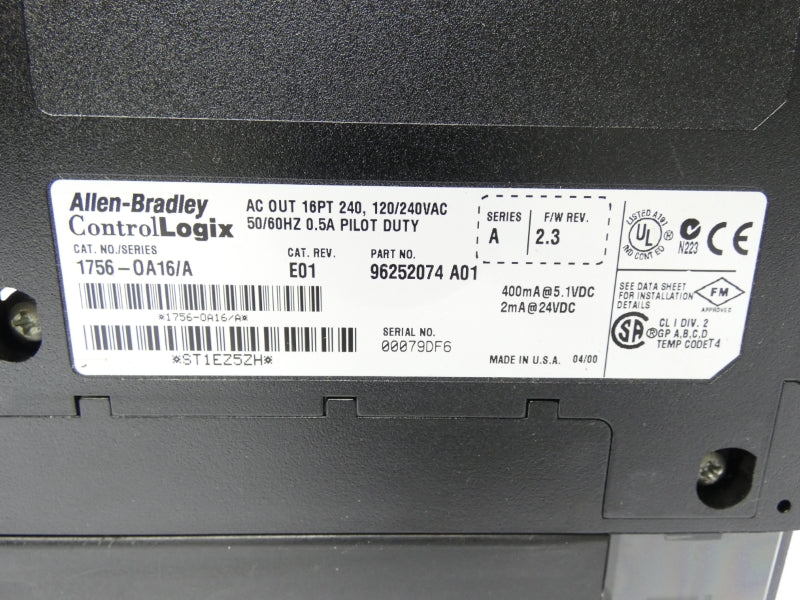 Allen-Bradley
ControlLogix
AC OUT 16PT 240, 120/240VAC
50/60HZ 0.5A PILOT DUTY
SERIES
A
F/W REV.
2.3
CAT. NO./SERIES
1756-OA16/A
CAT. REV.
E01
PART NO.
96252074 A01
*1756-OA16/A*
400mA@5.1VDC
2mA@24VDC
*ST1EZ5ZH*
SERIAL NO.
00079DF6
MADE IN U.S.A. 04/00
LISTED A191
UL
IND CONT EQ
®
N223
CE
SEE DATA SHEET
FOR INSTALLATION
DETAILS
FM
APPROVED
SA
®
CL I DIV. 2
GP A,B,C,D
TEMP CODE T4